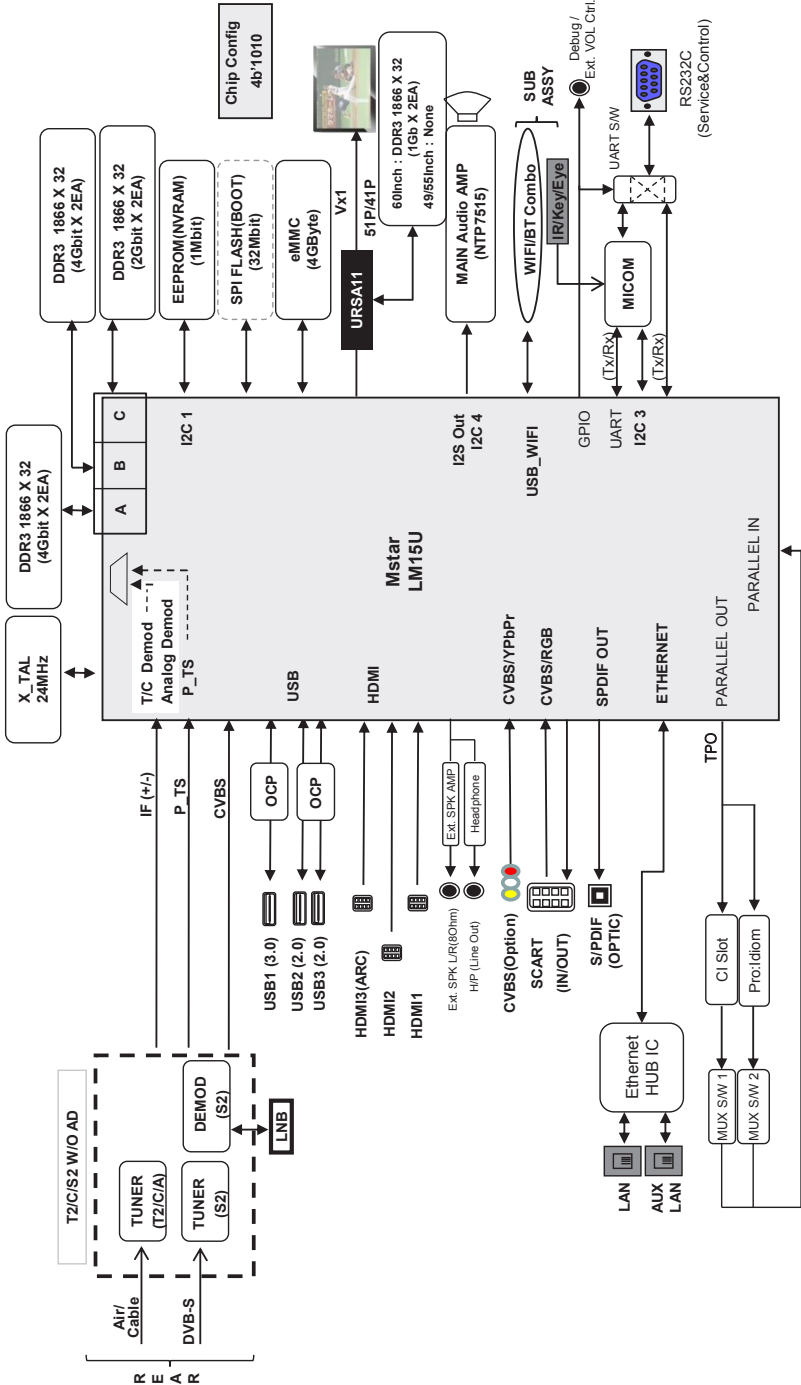 T2/C/S2 W/O AD
REAR
Air/
Cable
DVB-S
TUNER
(T2/C/A)
TUNER
(S2)
DEMOD
(S2)
LNB
IF (+/-)
P_TS
CVBS
X_TAL
24MHz
DDR3 1866 X 32
(4Gbit X 2EA)
A
B
C
DDR3 1866 X 32
(4Gbit X 2EA)
DDR3 1866 X 32
(2Gbit X 2EA)
EEPROM(NVRAM)
(1Mbit)
SPI FLASH(BOOT)
(32Mbit)
eMMC
(4GByte)
Chip Config
4b'1010
T/C Demod
Analog Demod
P_TS
I2C 1
Mstar
LM15U
URSA11
Vx1
51P/41P
60Inch : DDR3 1866 X 32
(1Gb X 2EA)
49/55Inch : None
USB1 (3.0)
OCP
USB2 (2.0)
USB3 (2.0)
OCP
USB
HDMI3(ARC)
HDMI2
HDMI1
HDMI
Ext. SPK L/R(8Ohm)
Ext. SPK AMP
H/P (Line Out)
Headphone
I2S Out
I2C 4
MAIN Audio AMP
(NTP7515)
CVBS(Option)
CVBS/YPbPr
SCART
(IN/OUT)
CVBS/RGB
S/PDIF
(OPTIC)
SPDIF OUT
USB_WIFI
WIFI/BT Combo
SUB
ASSY
IR/Key/Eye
GPIO
Debug /
Ext. VOL Ctrl.
UART
(Tx/Rx)
I2C 3
(Tx/Rx)
MICOM
UART S/W
RS232C
(Service&Control)
LAN
AUX
LAN
Ethernet
HUB IC
ETHERNET
TPO
PARALLEL OUT
PARALLEL IN
MUX S/W 1
CI Slot
MUX S/W 2
Pro:Idiom